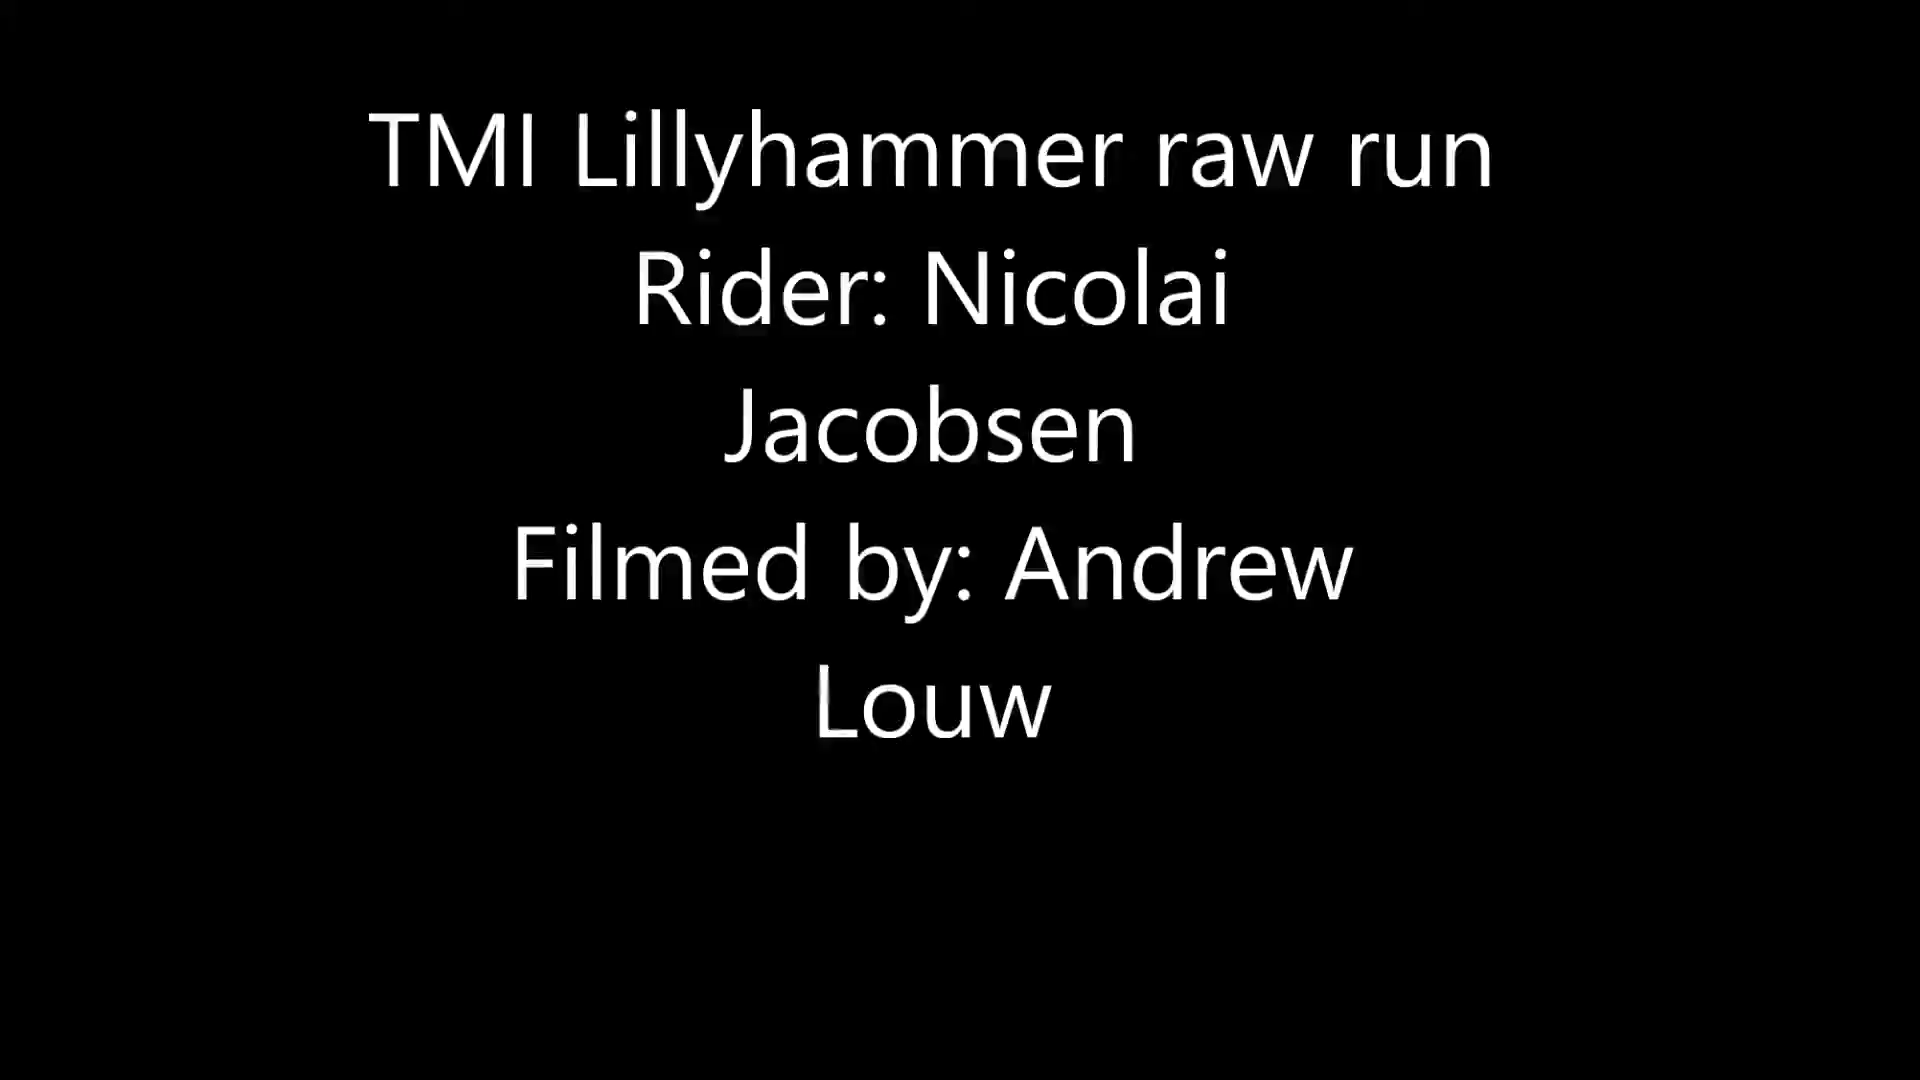 TMI Lillyhammer raw run
Rider: Nicolai
Jacobsen
Filmed by: Andrew
Louw